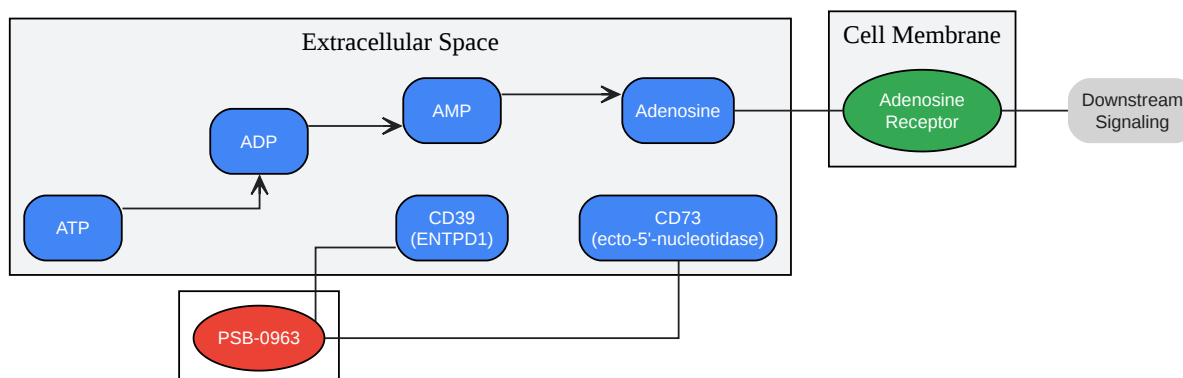 Extracellular Space
Cell Membrane
ATP
ADP
AMP
Adenosine
Adenosine
Receptor
Downstream
Signaling
CD39
(ENTPD1)
CD73
(ecto-5'-nucleotidase)
PSB-0963